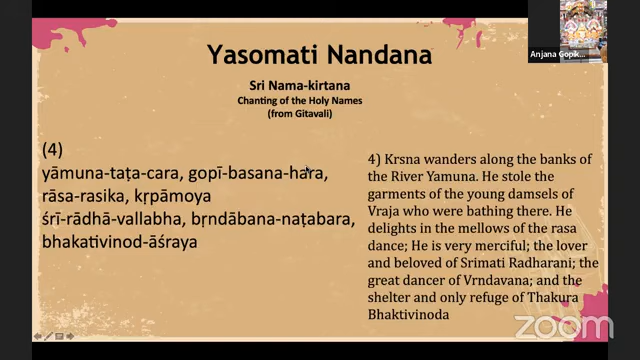 Anjana Gopik...
Yasomati Nandana
Sri Nama-kirtana
Chanting of the Holy Names
(from Gitavali)
(4)
yāmuna-taṭa-cara, gopī-basana-hara,
rāsa-rasika, kṛpāmoya
śrī-rādhā-vallabha, bṛndābana-naṭabara,
bhakativinod-āśraya
4) Krsna wanders along the banks of
the River Yamuna. He stole the
garments of the young damsels of
Vraja who were bathing there. He
delights in the mellows of the rasa
dance; He is very merciful; the lover
and beloved of Srimati Radharani; the
great dancer of Vrndavana; and the
shelter and only refuge of Thakura
Bhaktivinoda
zoom